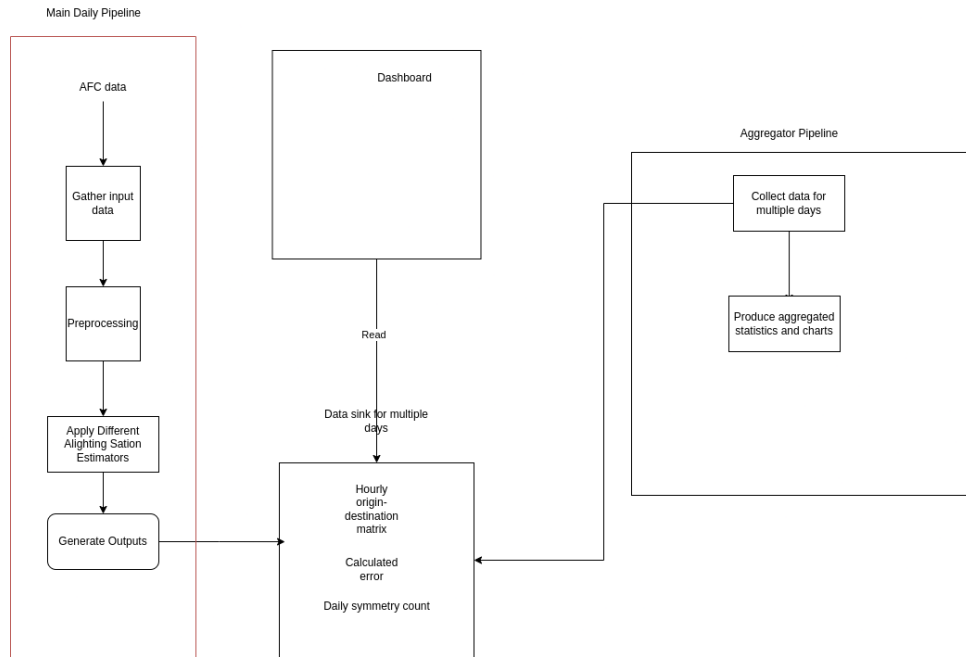 Main Daily Pipeline
AFC data
Gather input
data
Preprocessing
Apply Different
Alighting Sation
Estimators
Generate Outputs
Dashboard
Read
Data sink for multiple
days
Hourly
origin-
destination
matrix
Calculated
error
Daily symmetry count
Aggregator Pipeline
Collect data for
multiple days
Produce aggregated
statistics and charts